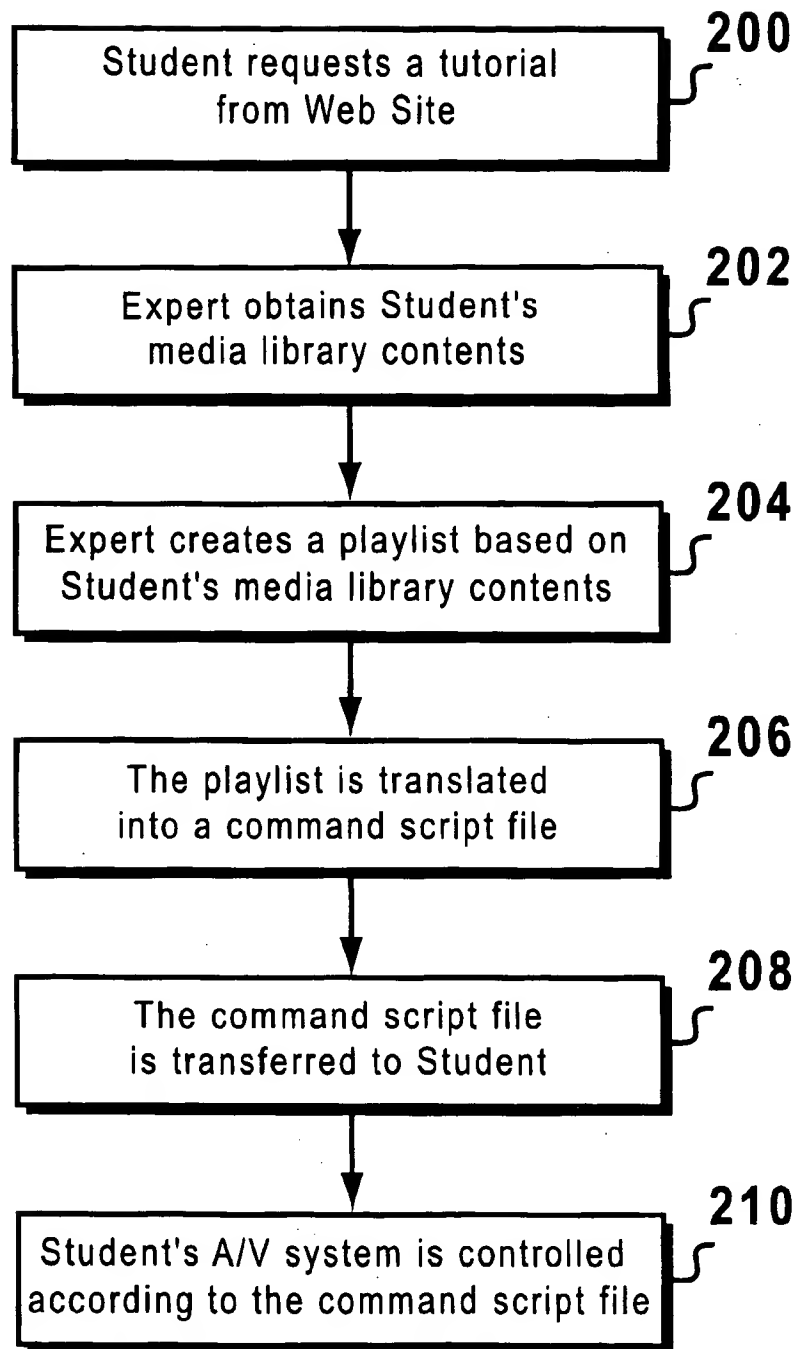 200
Student requests a tutorial
from Web Site
202
Expert obtains Student's
media library contents
204
Expert creates a playlist based on
Student's media library contents
206
The playlist is translated
into a command script file
208
The command script file
is transferred to Student
210
Student's A/V system is controlled
according to the command script file